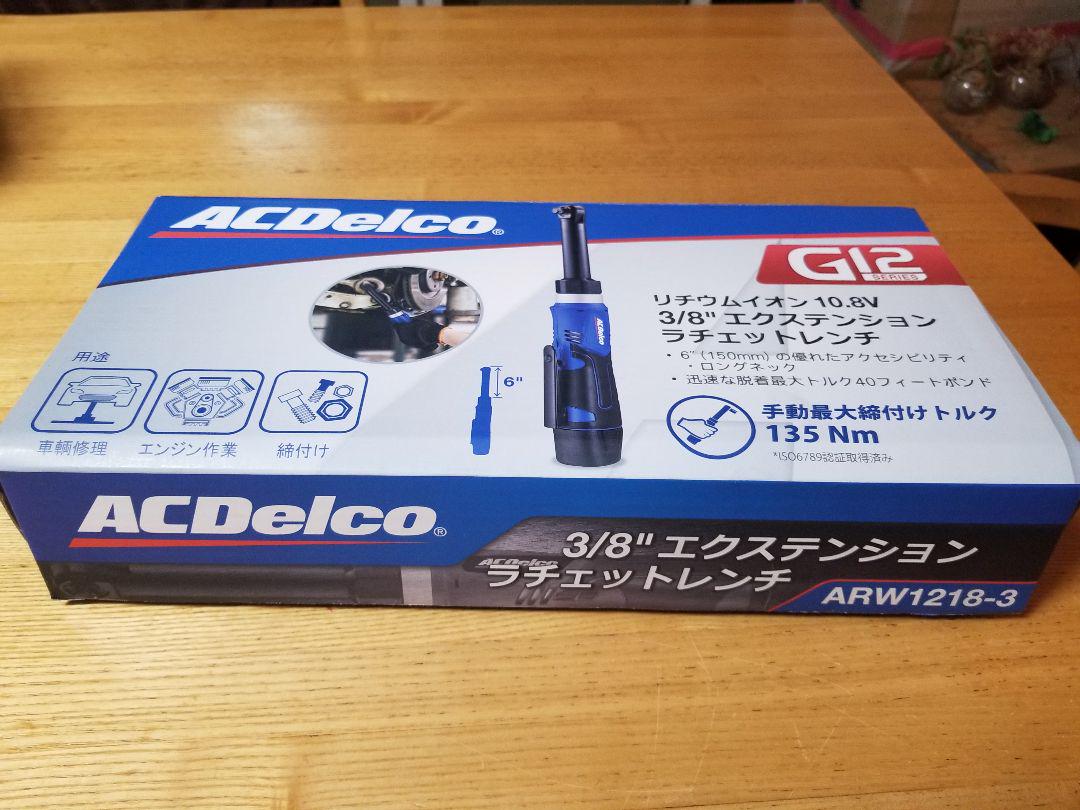 ACDelco®
G12
SERIES
リチウムイオン 10.8V
3/8" エクステンション
ラチェットレンチ
・ 6" (150mm) の優れたアクセシビリティ
・ロングネック
・ 迅速な脱着最大トルク40フィートポンド
手動最大締付けトルク
135 Nm
*ISO6789認証取得済み
ACDelco
6"
用途
車輌修理
エンジン作業
締付け
ACDelco®
3/8" エクステンション
ACDelco
ラチェットレンチ
ARW1218-3